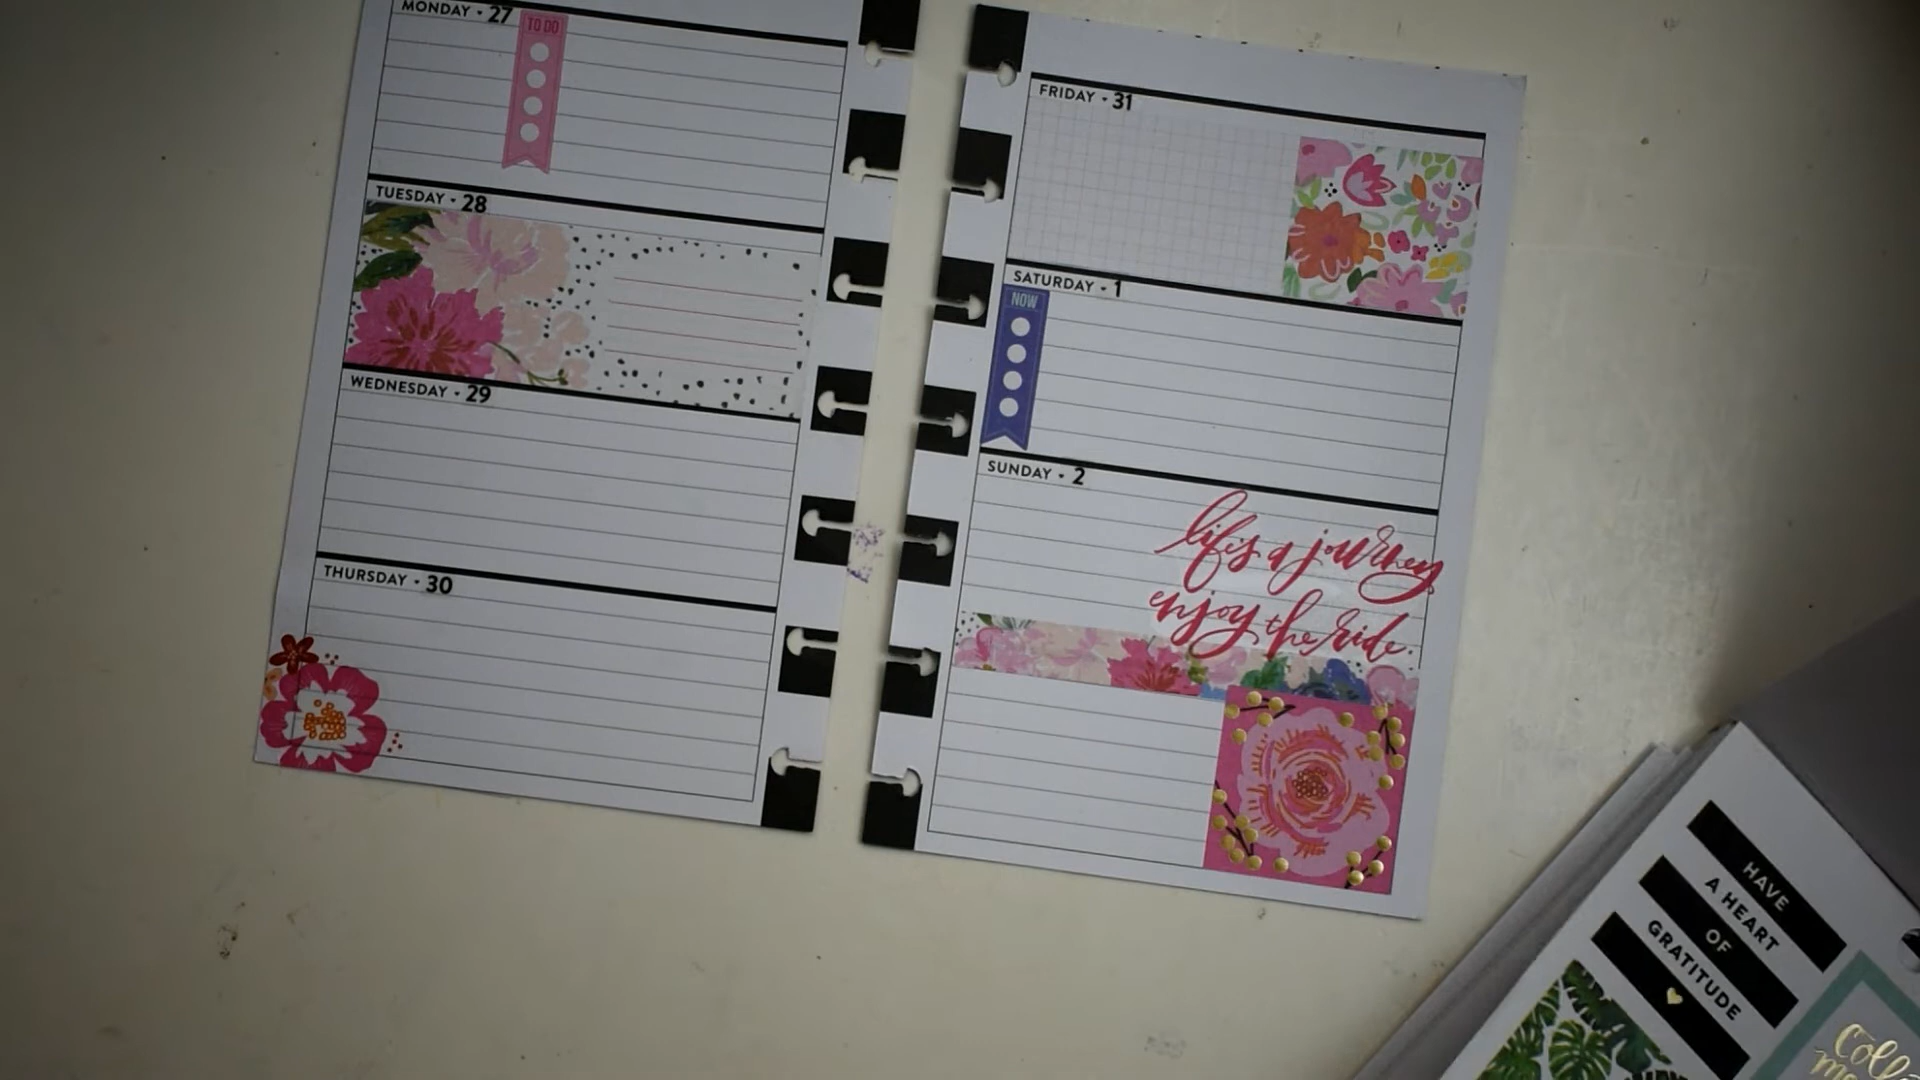 MONDAY • 27
TO DO
TUESDAY • 28
WEDNESDAY • 29
THURSDAY • 30
FRIDAY • 31
SATURDAY • 1
NOW
SUNDAY • 2
life's a journey,
enjoy the ride.
HAVE
A HEART
OF
GRATITUDE